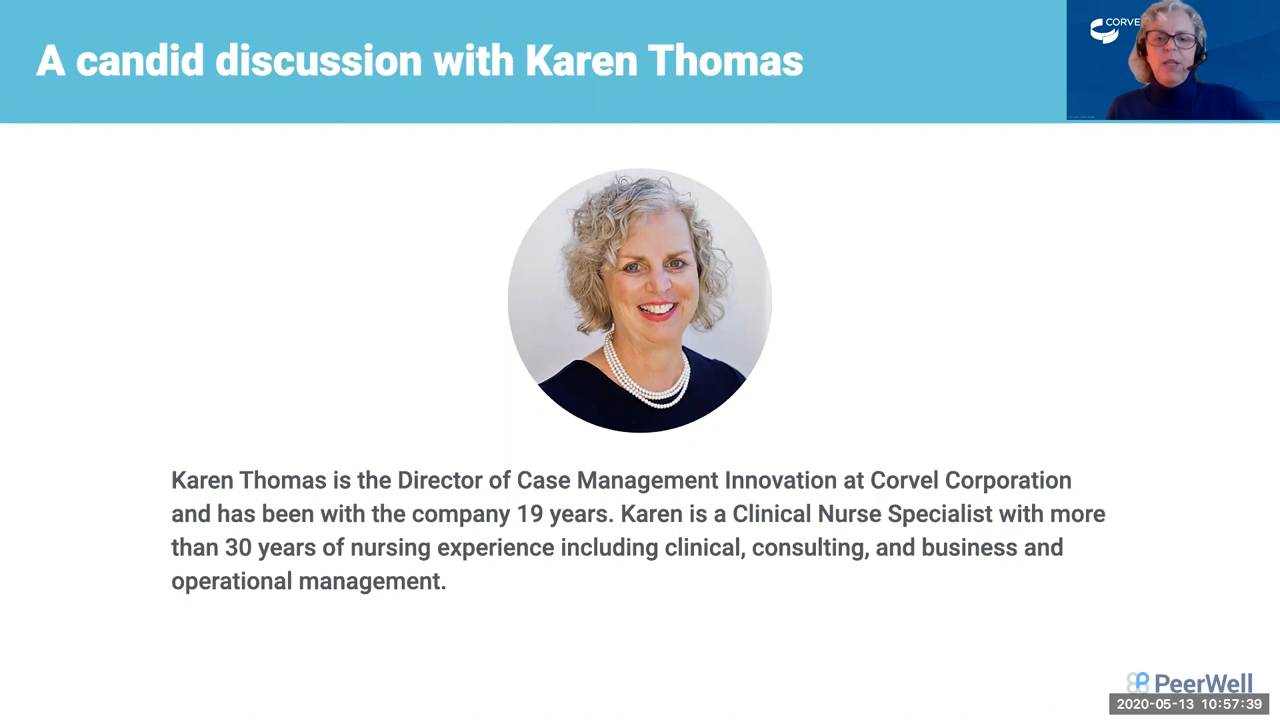 A candid discussion with Karen Thomas
CORVE
Karen Thomas is the Director of Case Management Innovation at Corvel Corporation
and has been with the company 19 years. Karen is a Clinical Nurse Specialist with more
than 30 years of nursing experience including clinical, consulting, and business and
operational management.
PeerWell
2020-05-13 10:57:39